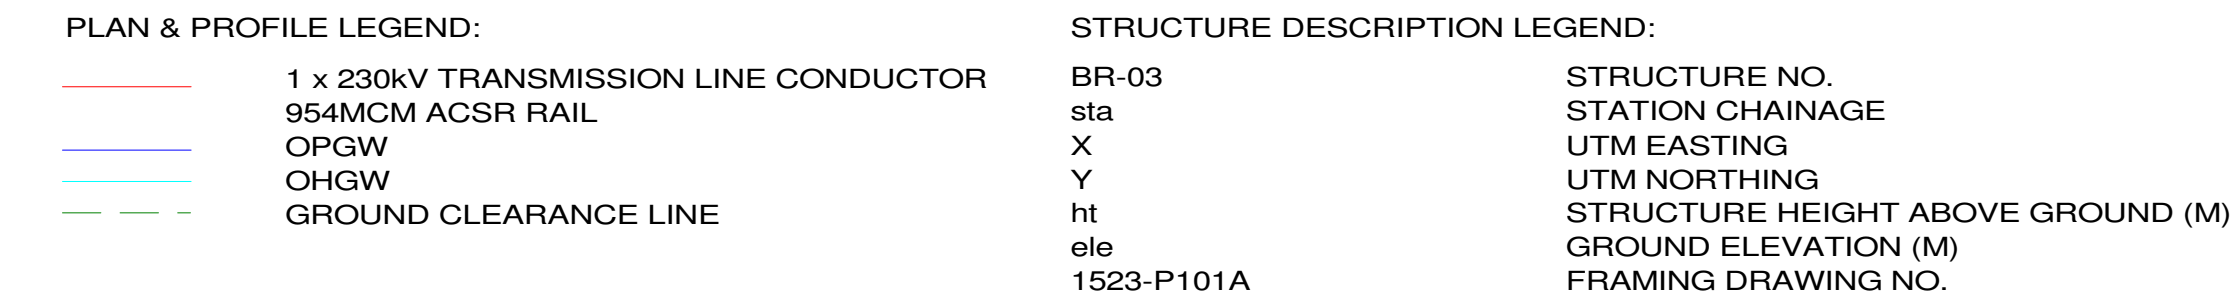 PLAN & PROFILE LEGEND:
1 x 230kV TRANSMISSION LINE CONDUCTOR
954MCM ACSR RAIL
OPGW
OHGW
GROUND CLEARANCE LINE
STRUCTURE DESCRIPTION LEGEND:
BR-03 STRUCTURE NO.
sta STATION CHAINAGE
X UTM EASTING
Y UTM NORTHING
ht STRUCTURE HEIGHT ABOVE GROUND (M)
ele GROUND ELEVATION (M)
1523-P101A FRAMING DRAWING NO.